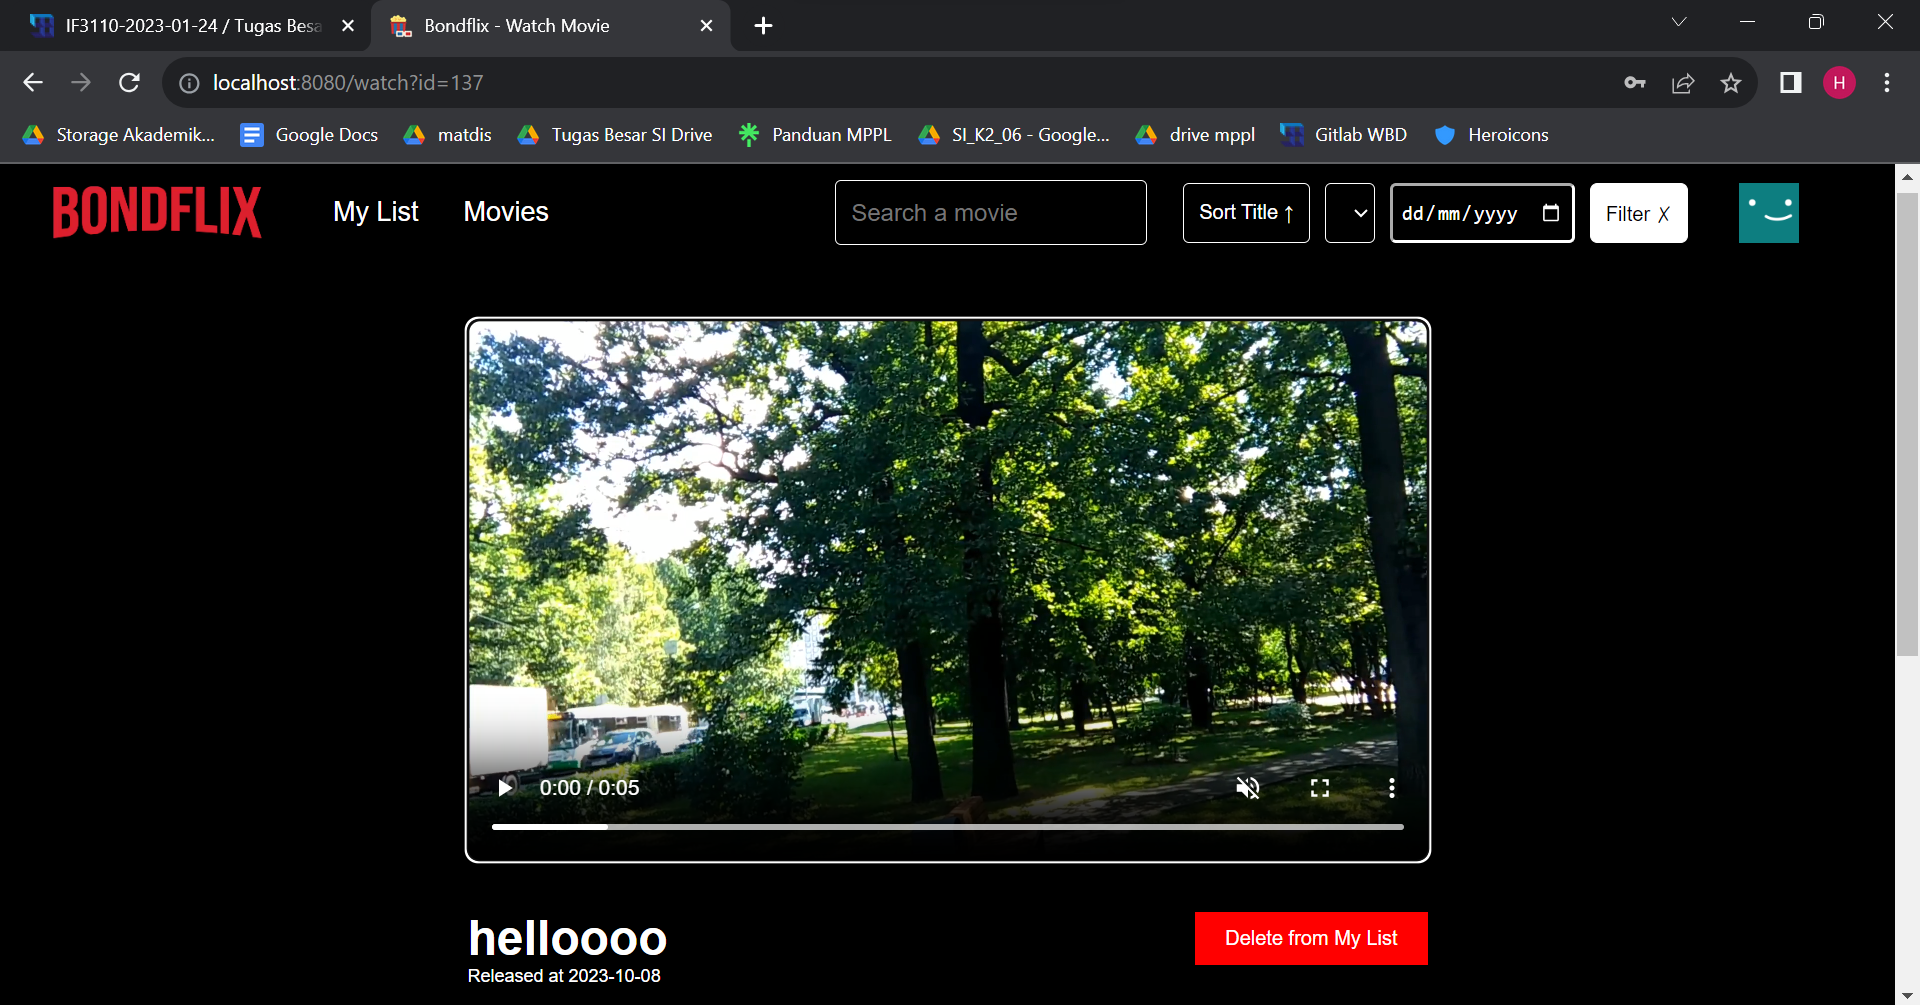 IF3110-2023-01-24 / Tugas Besa
Bondflix - Watch Movie
localhost:8080/watch?id=137
H
Storage Akademik...
Google Docs
matdis
Tugas Besar SI Drive
Panduan MPPL
SI_K2_06 - Google...
drive mppl
Gitlab WBD
Heroicons
BONDFLIX
My List
Movies
Search a movie
Sort Title ↑
dd/mm/yyyy
Filter X
0:00 / 0:05
helloooo
Released at 2023-10-08
Delete from My List